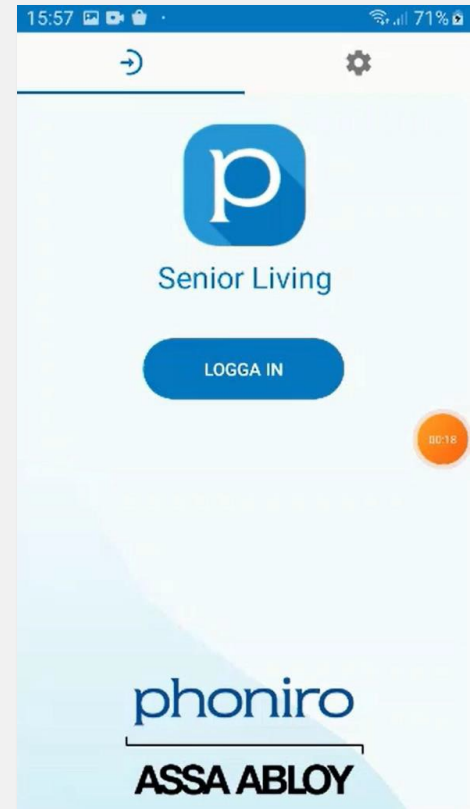 15:57
71%
p
Senior Living
LOGGA IN
00:18
phoniro
ASSA ABLOY